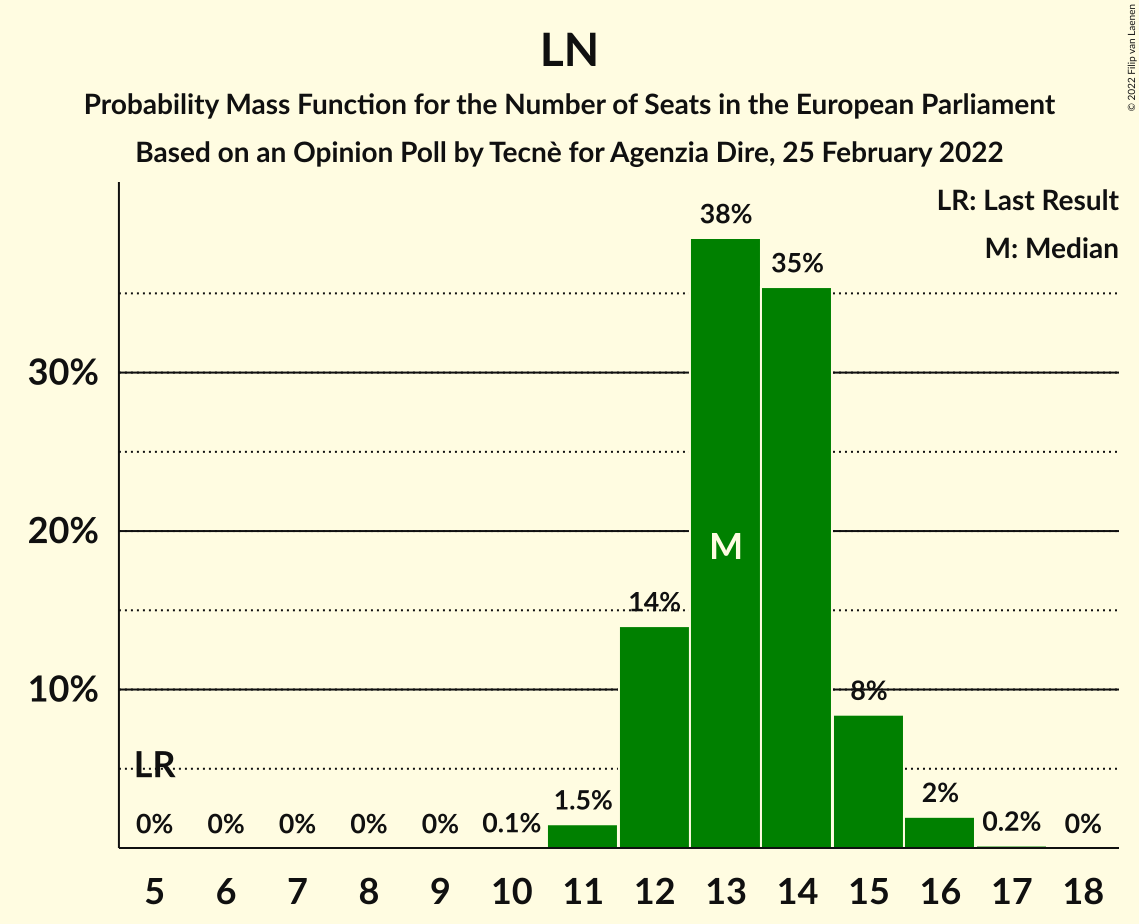 LN
Probability Mass Function for the Number of Seats in the European Parliament
Based on an Opinion Poll by Tecnè for Agenzia Dire, 25 February 2022
© 2022 Filip van Laenen
LR: Last Result
M: Median
38%
35%
30%
20%
M
14%
10%
8%
LR
0% 0% 0% 0% 0% 0.1% 1.5% 2% 0.2% 0%
5 6 7 8 9 10 11 12 13 14 15 16 17 18